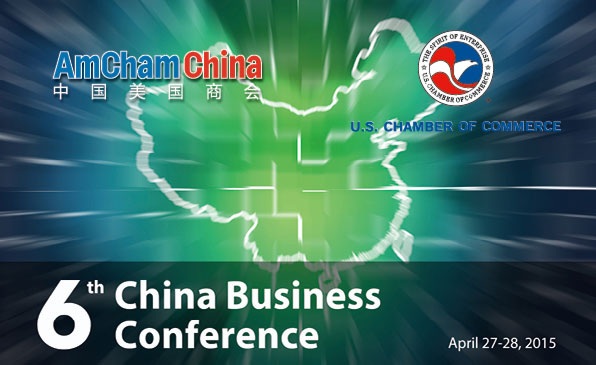 AmCham China
中国美国商会
THE SPIRIT OF ENTERPRISE
U.S. CHAMBER OF COMMERCE
U.S. CHAMBER OF COMMERCE
6th China Business
Conference
April 27-28, 2015